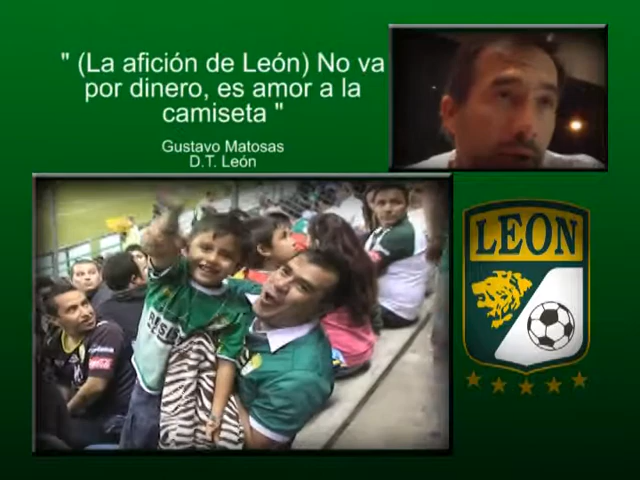 " (La afición de León) No va
por dinero, es amor a la
camiseta "
Gustavo Matosas
D.T. León
LEON